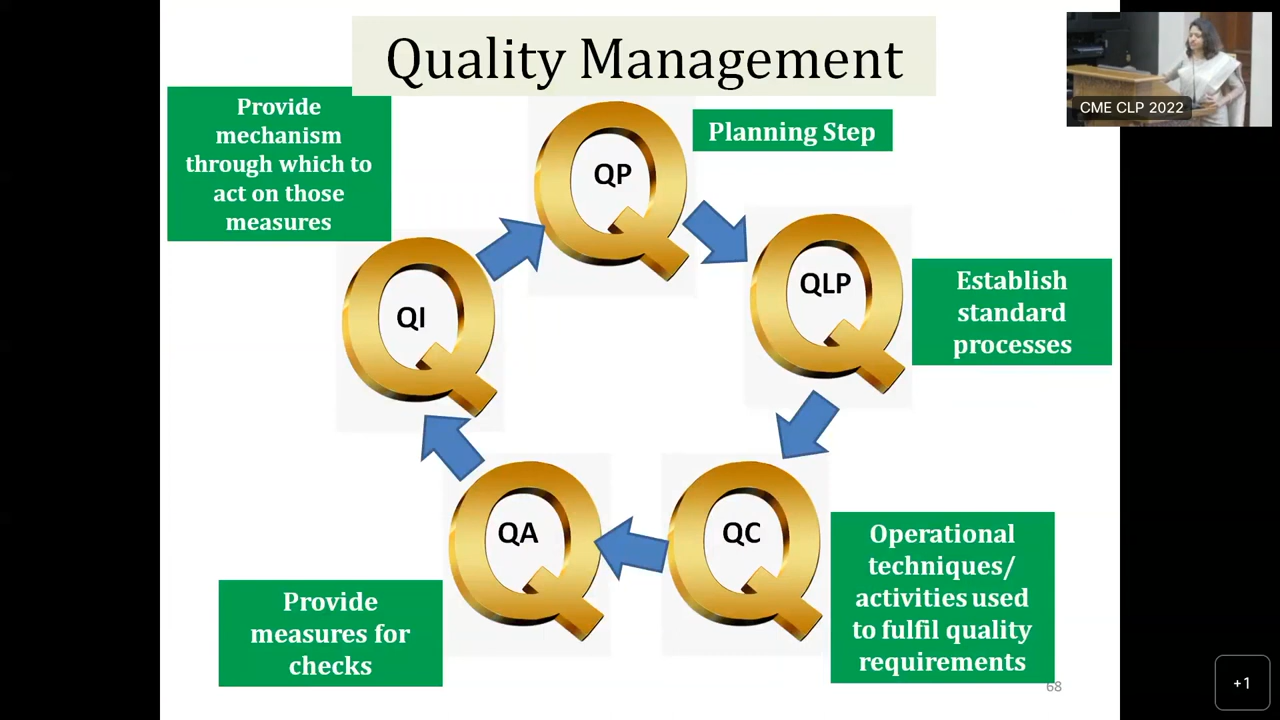 Quality Management
CME CLP 2022
Provide
mechanism
through which to
act on those
measures
QP
Planning Step
QLP
Establish
standard
processes
QI
QA
QC
Operational
techniques/
activities used
to fulfil quality
requirements
Provide
measures for
checks
68
+1